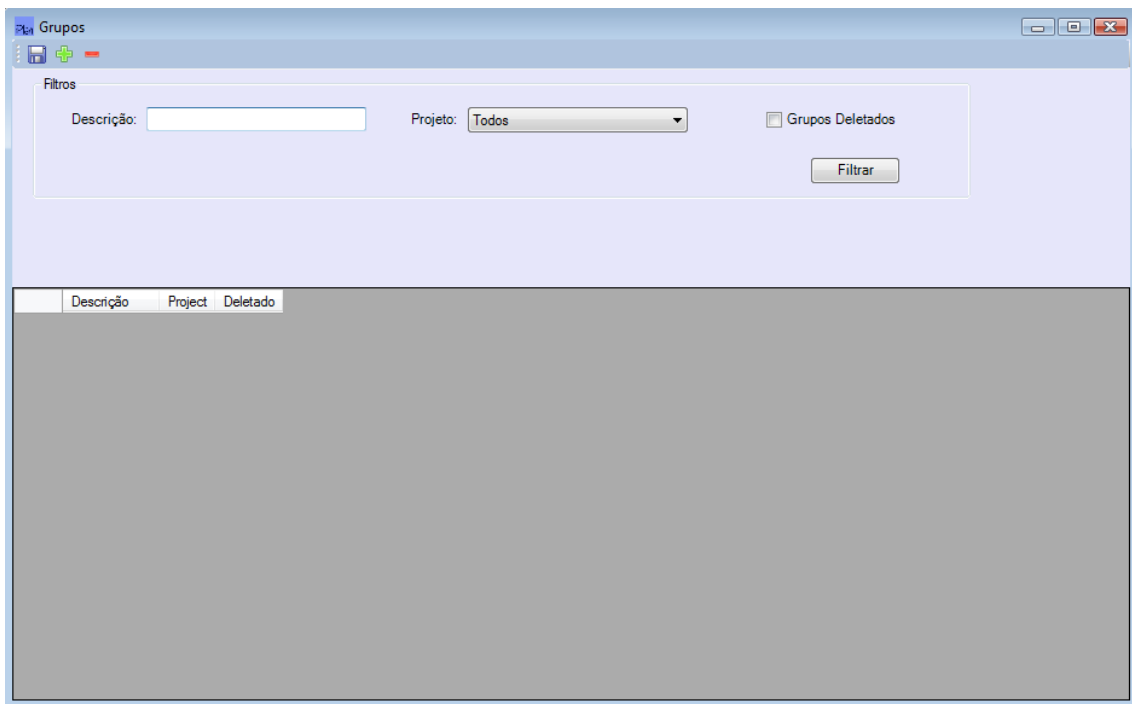 Grupos
Filtros
Descrição:
Projeto: Todos
Grupos Deletados
Filtrar
Descrição Project Deletado